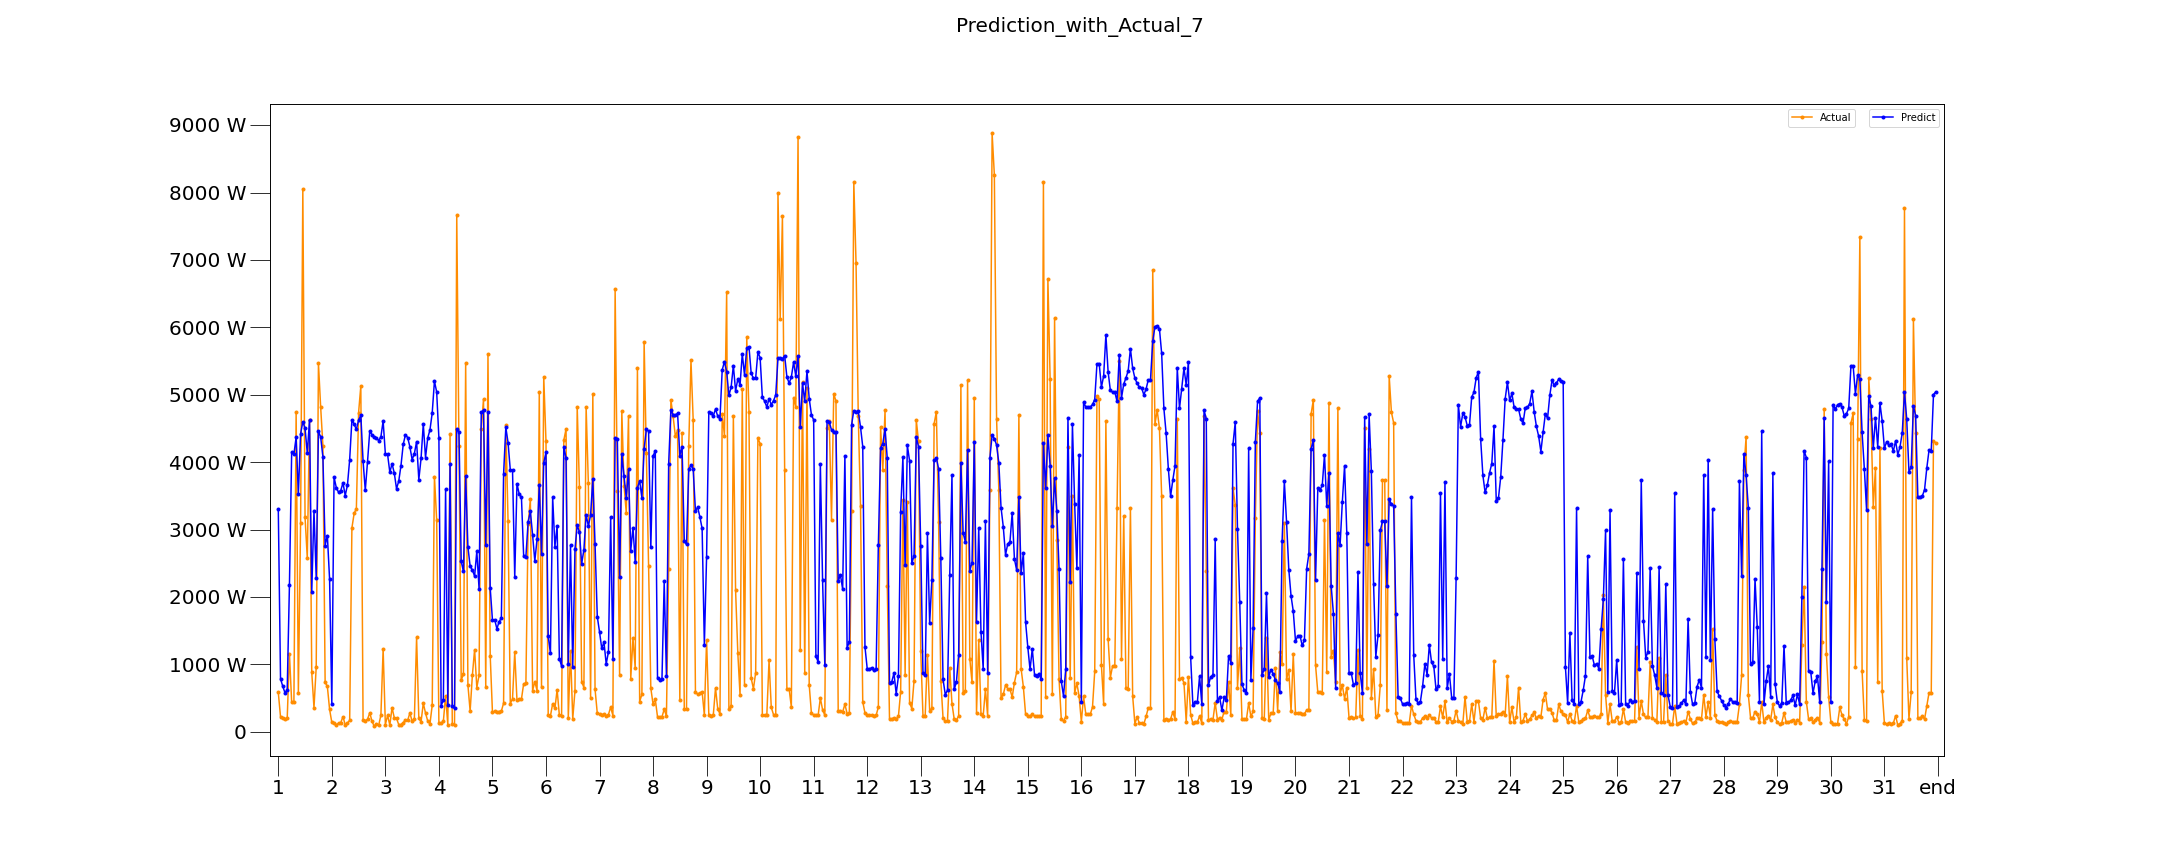 Prediction_with_Actual_7
Actual Predict
9000 W
8000 W
7000 W
6000 W
5000 W
4000 W
3000 W
2000 W
1000 W
0
1 2 3 4 5 6 7 8 9 10 11 12 13 14 15 16 17 18 19 20 21 22 23 24 25 26 27 28 29 30 31 end